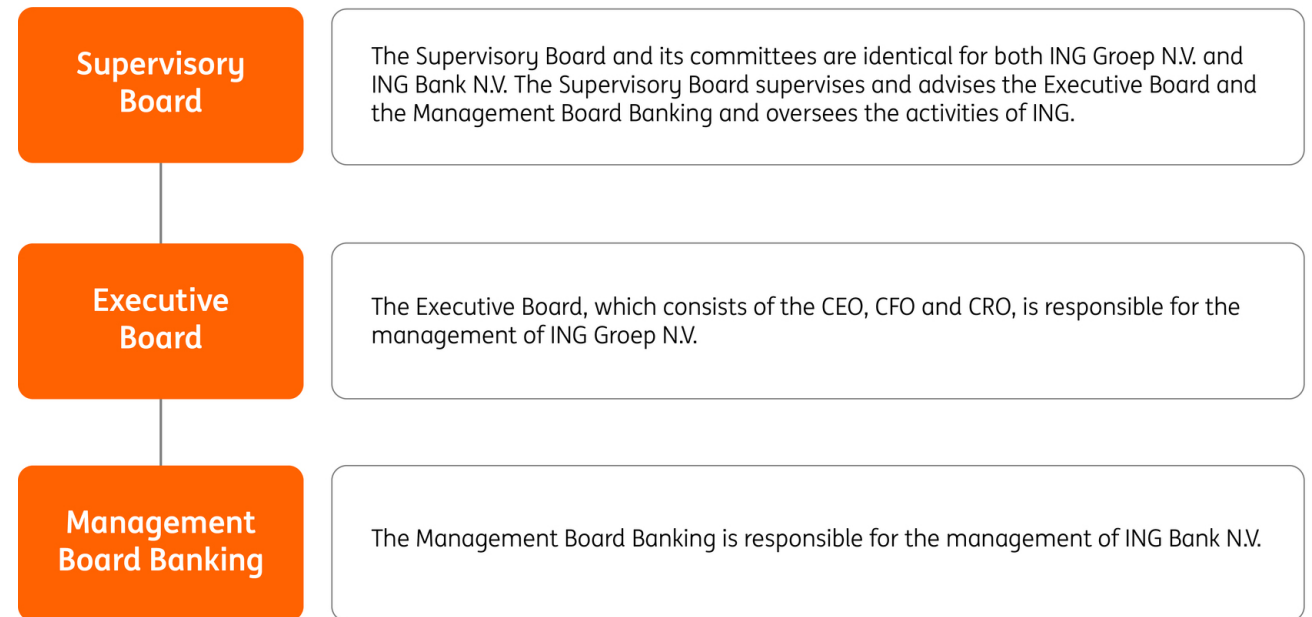 Supervisory
Board
The Supervisory Board and its committees are identical for both ING Groep N.V. and
ING Bank N.V. The Supervisory Board supervises and advises the Executive Board and
the Management Board Banking and oversees the activities of ING.
Executive
Board
The Executive Board, which consists of the CEO, CFO and CRO, is responsible for the
management of ING Groep N.V.
Management
Board Banking
The Management Board Banking is responsible for the management of ING Bank N.V.